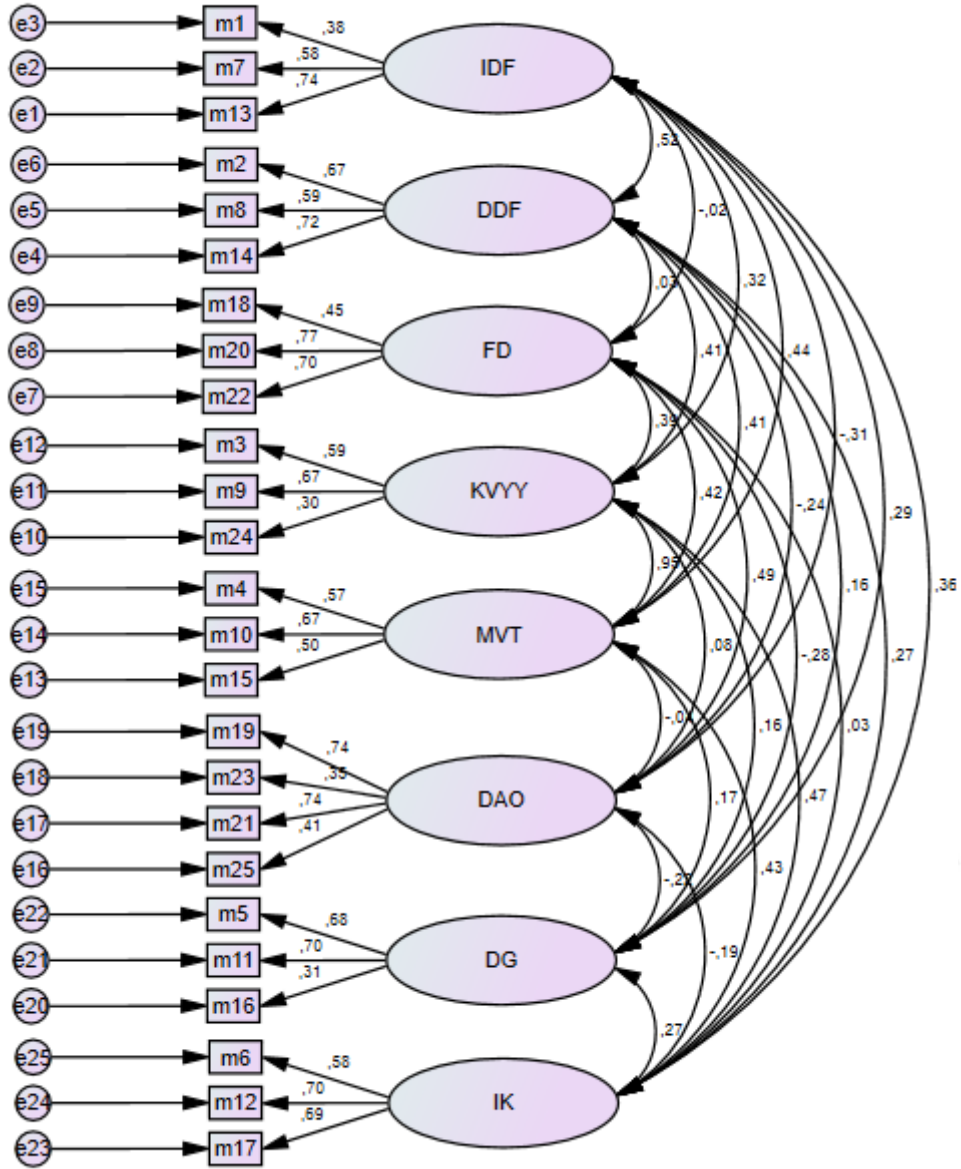 e3 m1 ,38
e2 m7 ,58 IDF
e1 m13 ,74
,52
e6 m2 ,67
e5 m8 ,59 DDF -,02
e4 m14 ,72
,03 ,32
e9 m18 ,45
e8 m20 ,77 FD ,41 ,44
e7 m22 ,70
,39 ,41 -,31
e12 m3 ,59
e11 m9 ,67 KVYY ,42 -,24 ,29
e10 m24 ,30
,49 ,16 ,36
e15 m4 ,57
e14 m10 ,67 MVT ,08 -,28 ,27
e13 m15 ,50
,16 ,03
e19 m19 ,74
e18 m23 ,35
DAO ,17 ,47
e17 m21 ,74
e16 m25 ,41
,43
e22 m5 ,68
e21 m11 ,70 DG -,19
e20 m16 ,31
,27
e25 m6 ,58
e24 m12 ,70 IK
e23 m17 ,69